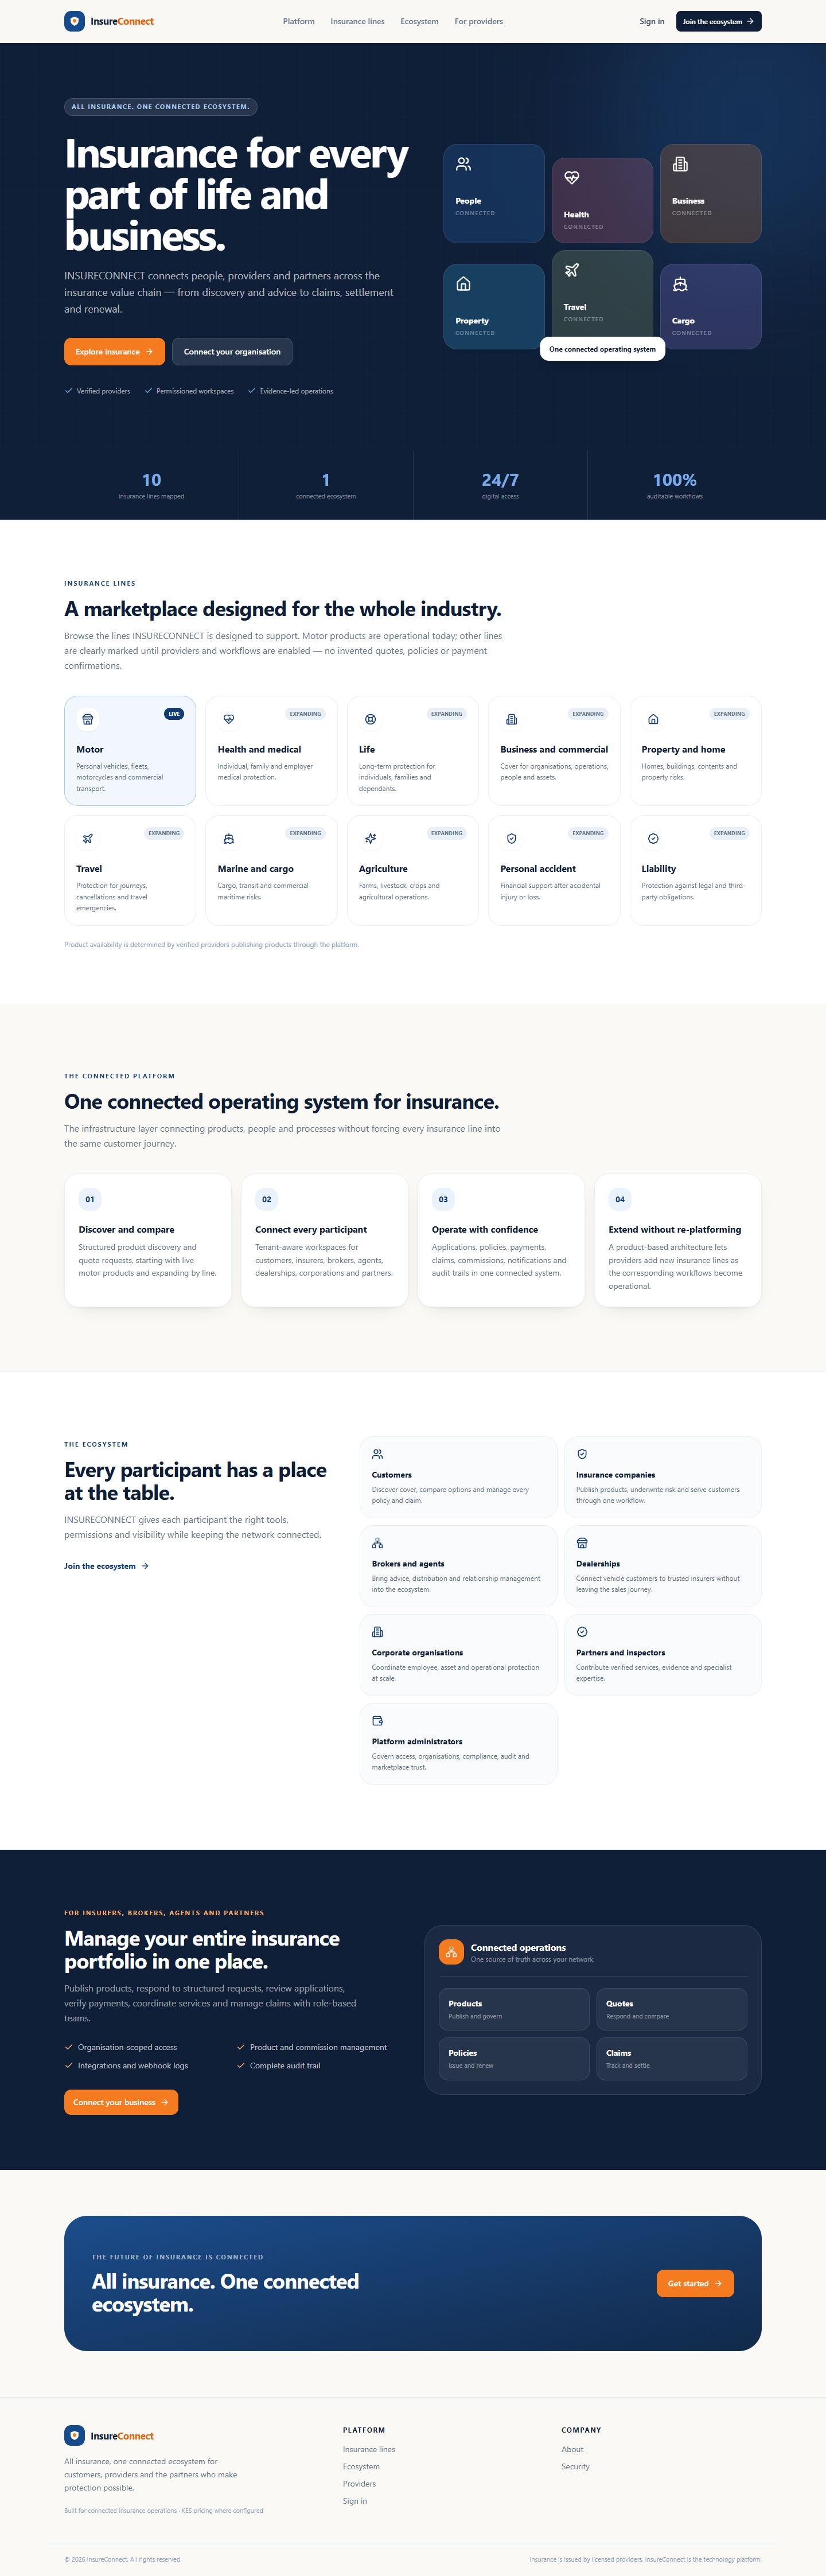 InsureConnect
Platform
Insurance lines
Ecosystem
For providers
Sign in
Join the ecosystem
ALL INSURANCE. ONE CONNECTED ECOSYSTEM.
Insurance for every
part of life and
business.
INSURECONNECT connects people, providers and partners across the
insurance value chain — from discovery and advice to claims, settlement
and renewal.
Explore insurance
Connect your organisation
Verified providers
Permissioned workspaces
Evidence-led operations
People
CONNECTED
Health
CONNECTED
Business
CONNECTED
Property
CONNECTED
Travel
CONNECTED
Cargo
CONNECTED
One connected operating system
10
insurance lines mapped
1
connected ecosystem
24/7
digital access
100%
auditable workflows
INSURANCE LINES
A marketplace designed for the whole industry.
Browse the lines INSURECONNECT is designed to support. Motor products are operational today; other lines
are clearly marked until providers and workflows are enabled — no invented quotes, policies or payment
confirmations.
LIVE
Motor
Personal vehicles, fleets,
motorcycles and commercial
transport.
EXPANDING
Health and medical
Individual, family and employer
medical protection.
EXPANDING
Life
Long-term protection for
individuals, families and
dependants.
EXPANDING
Business and commercial
Cover for organisations, operations,
people and assets.
EXPANDING
Property and home
Homes, buildings, contents and
property risks.
EXPANDING
Travel
Protection for journeys,
cancellations and travel
emergencies.
EXPANDING
Marine and cargo
Cargo, transit and commercial
maritime risks.
EXPANDING
Agriculture
Farms, livestock, crops and
agricultural operations.
EXPANDING
Personal accident
Financial support after accidental
injury or loss.
EXPANDING
Liability
Protection against legal and third-
party obligations.
Product availability is determined by verified providers publishing products through the platform.
THE CONNECTED PLATFORM
One connected operating system for insurance.
The infrastructure layer connecting products, people and processes without forcing every insurance line into
the same customer journey.
01
Discover and compare
Structured product discovery and
quote requests, starting with live
motor products and expanding by line.
02
Connect every participant
Tenant-aware workspaces for
customers, insurers, brokers, agents,
dealerships, corporations and partners.
03
Operate with confidence
Applications, policies, payments,
claims, commissions, notifications and
audit trails in one connected system.
04
Extend without re-platforming
A product-based architecture lets
providers add new insurance lines as
the corresponding workflows become
operational.
THE ECOSYSTEM
Every participant has a place
at the table.
INSURECONNECT gives each participant the right tools,
permissions and visibility while keeping the network connected.
Join the ecosystem
Customers
Discover cover, compare options and manage every
policy and claim.
Insurance companies
Publish products, underwrite risk and serve customers
through one workflow.
Brokers and agents
Bring advice, distribution and relationship management
into the ecosystem.
Dealerships
Connect vehicle customers to trusted insurers without
leaving the sales journey.
Corporate organisations
Coordinate employee, asset and operational protection
at scale.
Partners and inspectors
Contribute verified services, evidence and specialist
expertise.
Platform administrators
Govern access, organisations, compliance, audit and
marketplace trust.
FOR INSURERS, BROKERS, AGENTS AND PARTNERS
Manage your entire insurance
portfolio in one place.
Publish products, respond to structured requests, review applications,
verify payments, coordinate services and manage claims with role-based
teams.
Organisation-scoped access
Product and commission management
Integrations and webhook logs
Complete audit trail
Connect your business
Connected operations
One source of truth across your network
Products
Publish and govern
Quotes
Respond and compare
Policies
Issue and renew
Claims
Track and settle
THE FUTURE OF INSURANCE IS CONNECTED
All insurance. One connected
ecosystem.
Get started
InsureConnect
All insurance, one connected ecosystem for
customers, providers and the partners who make
protection possible.
Built for connected insurance operations · KES pricing where configured
PLATFORM
Insurance lines
Ecosystem
Providers
Sign in
COMPANY
About
Security
© 2026 InsureConnect. All rights reserved.
Insurance is issued by licensed providers. InsureConnect is the technology platform.